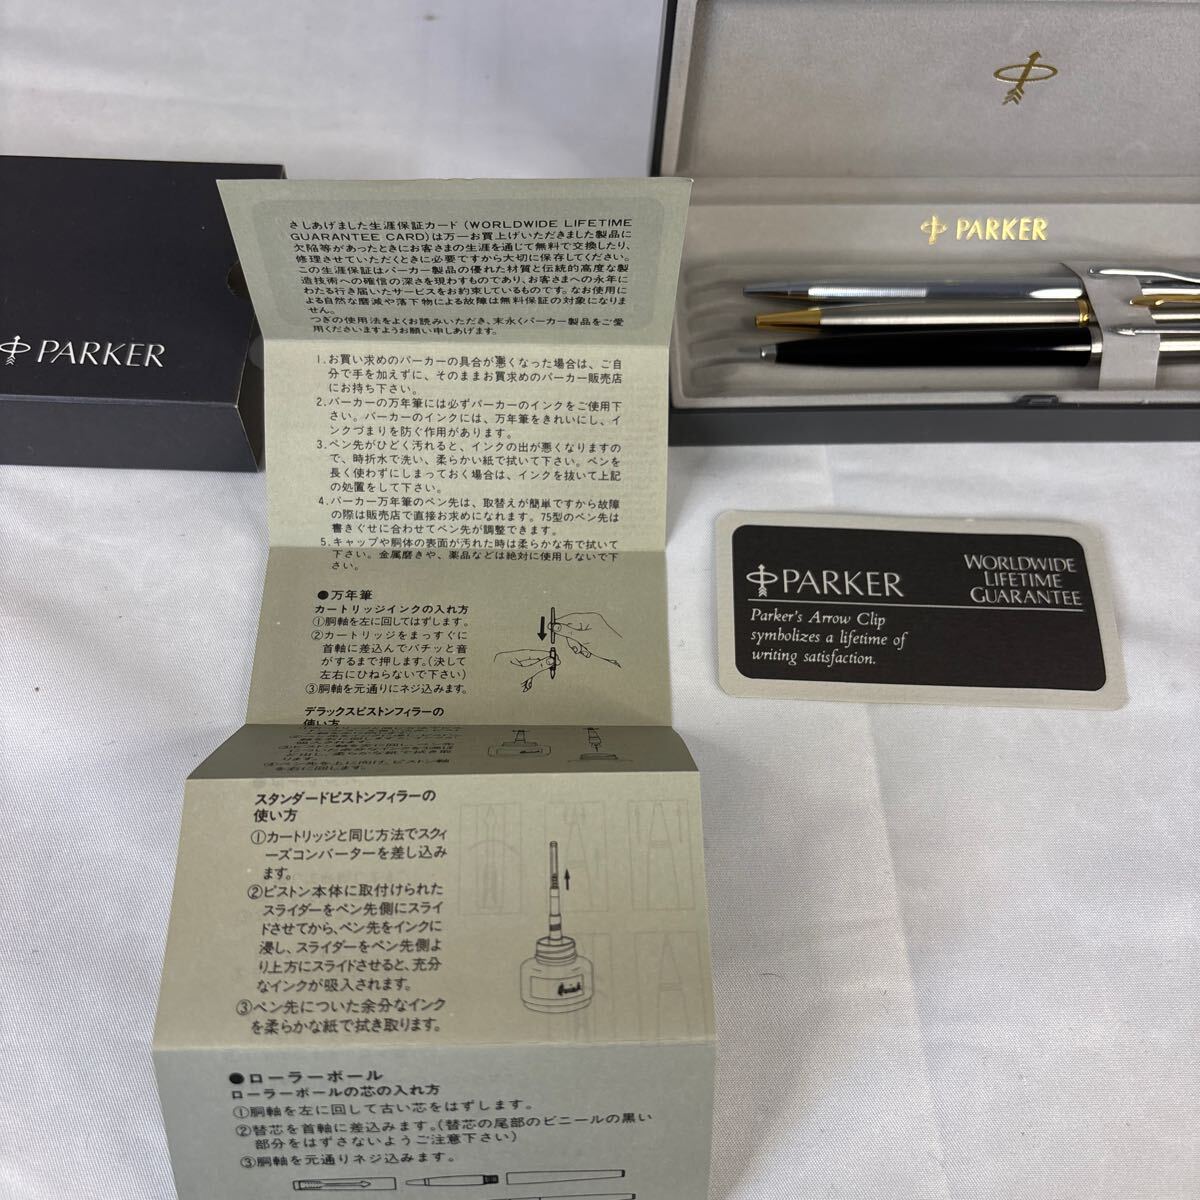 PARKER
PARKER
さしあげました生涯保証カード (WORLDWIDE LIFETIME
GUARANTEE CARD)は万一お買上げいただきました製品に
欠陥等があったときにお客さまの生涯を通じて無料で交換したり、
修理させていただくときに必要ですから大切に保存してください。
この生涯保証はパーカー製品の優れた材質と伝統的高度な製
造技術への確信の深さを現わすものであり、お客さまへの永年に
わたる行き届いたサービスをお約束しているものです。なお使用に
よる自然な磨減や落下物による故障は無料保証の対象になりま
せん。
つぎの使用法をよくお読みいただき、末永くパーカー製品をご愛
用くださいますようお願い申しあげます。
1.お買い求めのパーカーの具合が悪くなった場合は、ご自
分で手を加えずに、そのままお買求めのパーカー販売店
にお持ち下さい。
2.パーカーの万年筆には必ずパーカーのインクをご使用下
さい。パーカーのインクには、万年筆をきれいにし、イ
ンクづまりを防ぐ作用があります。
3.ペン先がひどく汚れると、インクの出が悪くなりますの
で、時折水で洗い、柔らかい紙で拭いて下さい。ペンを
長く使わずにしまっておく場合は、インクを抜いて上記
の処置をして下さい。
4.パーカー万年筆のペン先は、取替えが簡単ですから故障
の際は販売店で直接お求めになれます。75型のペン先は
書きぐせに合わせてペン先が調整できます。
5.キャップや胴体の表面が汚れた時は柔らかな布で拭いて
下さい。金属磨きや、薬品などは絶対に使用しないで下
さい。
●万年筆
カートリッジインクの入れ方
①胴軸を左に回してはずします。
②カートリッジをまっすぐに
首軸に差込んでパチッと音
がするまで押します。(決して
左右にひねらないで下さい)
③胴軸を元通りにネジ込みます。
デラックスピストンフィラーの
使い方
スタンダードピストンフィラーの
使い方
①カートリッジと同じ方法でスクィ
ーズコンバーターを差し込み
ます。
②ピストン本体に取付けられた
スライダーをペン先側にスライ
ドさせてから、ペン先をインクに
浸し、スライダーをペン先側よ
り上方にスライドさせると、充分
なインクが吸入されます。
③ペン先についた余分なインク
を柔らかな紙で拭き取ります。
●ローラーボール
ローラーボールの芯の入れ方
①胴軸を左に回して古い芯をはずします。
②替芯を首軸に差込みます。(替芯の尾部のビニールの黒い
部分をはずさないようご注意下さい)
③胴軸を元通りネジ込みます。
PARKER
WORLDWIDE
LIFETIME
GUARANTEE
Parker's Arrow Clip
symbolizes a lifetime of
writing satisfaction.